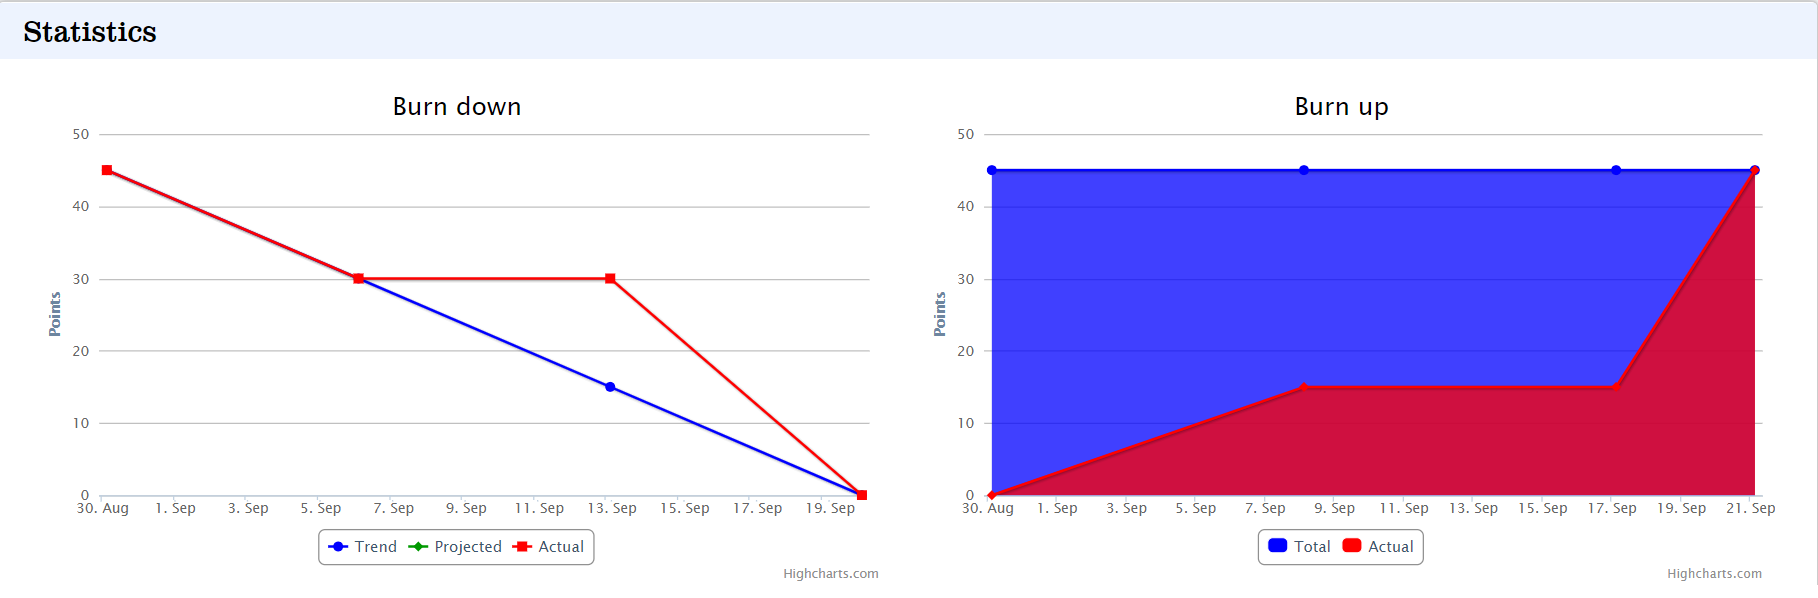 Statistics
Burn down
50
40
30
20
10
0
Points
30. Aug 1. Sep 3. Sep 5. Sep 7. Sep 9. Sep 11. Sep 13. Sep 15. Sep 17. Sep 19. Sep
Trend Projected Actual
Highcharts.com
Burn up
50
40
30
20
10
0
Points
30. Aug 1. Sep 3. Sep 5. Sep 7. Sep 9. Sep 11. Sep 13. Sep 15. Sep 17. Sep 19. Sep 21. Sep
Total Actual
Highcharts.com